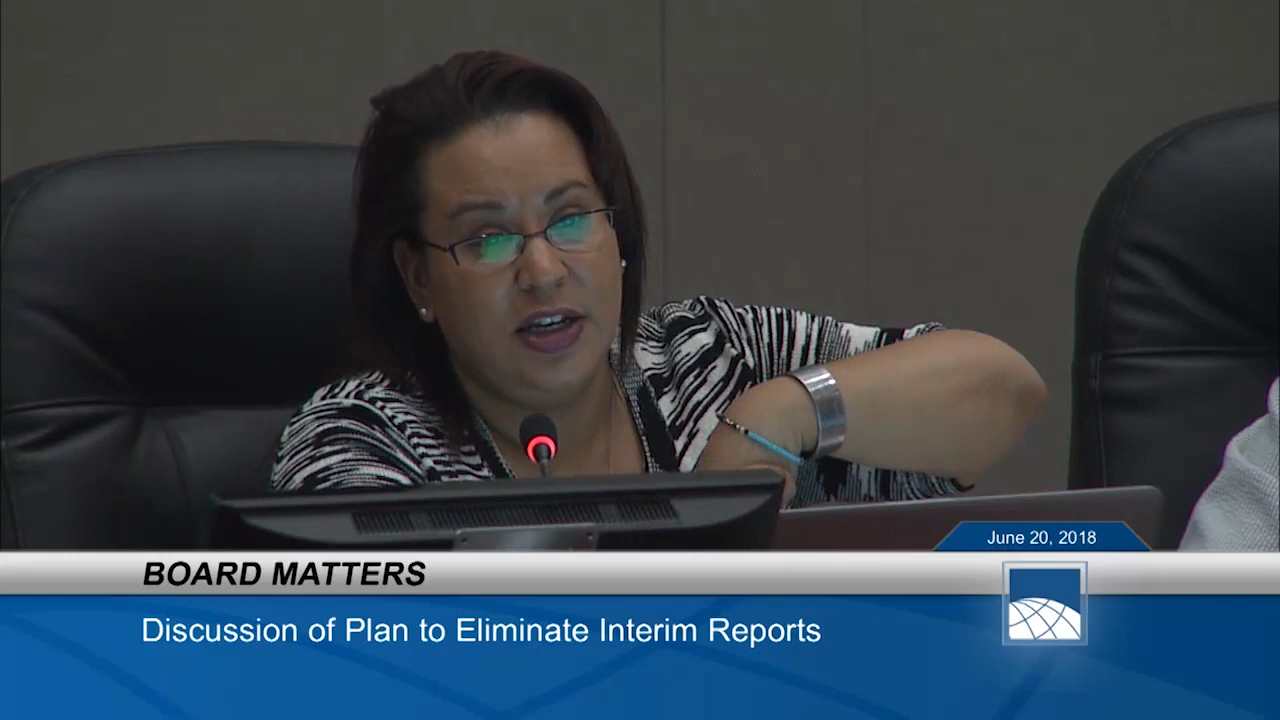 June 20, 2018
BOARD MATTERS
Discussion of Plan to Eliminate Interim Reports